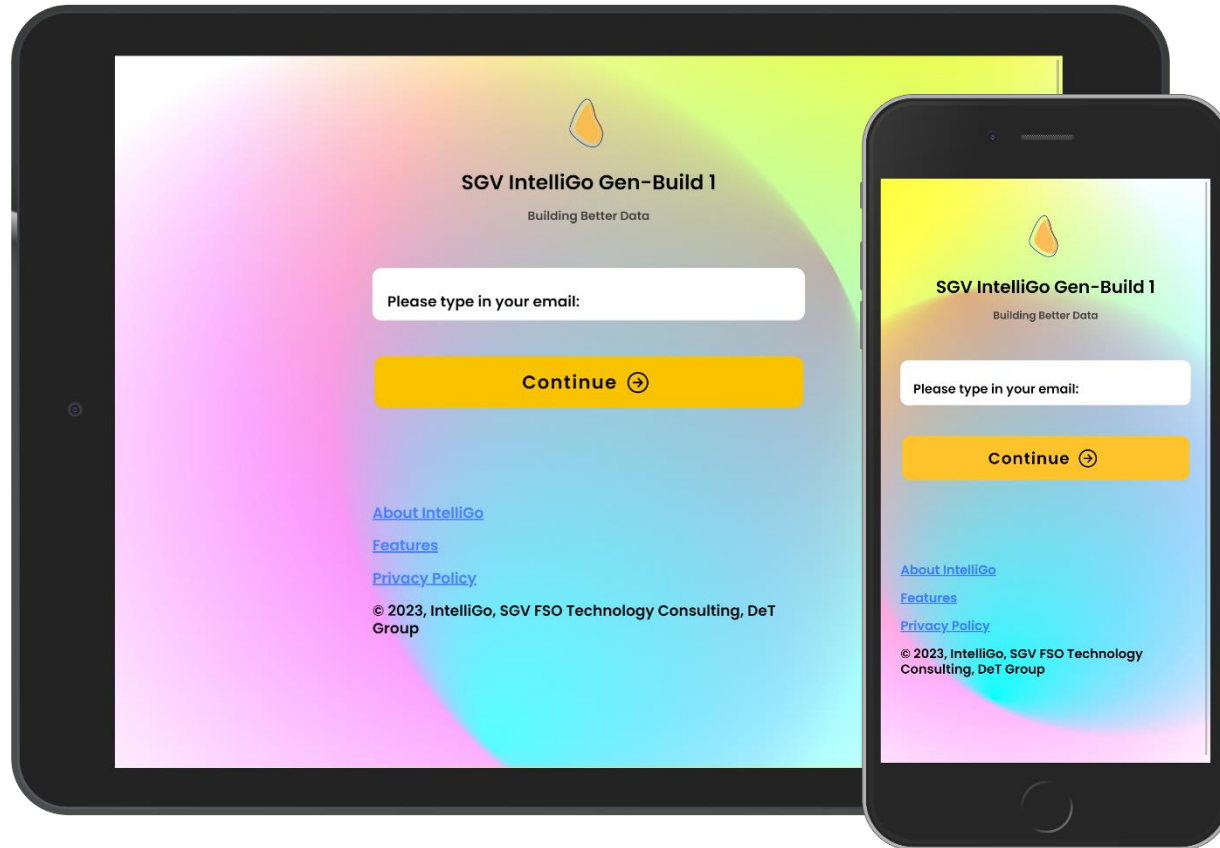 SGV IntelliGo Gen-Build 1
Building Better Data
Please type in your email:
Continue
About IntelliGo
Features
Privacy Policy
© 2023, IntelliGo, SGV FSO Technology Consulting, DeT
Group
SGV IntelliGo Gen-Build 1
Building Better Data
Please type in your email:
Continue
About IntelliGo
Features
Privacy Policy
© 2023, IntelliGo, SGV FSO Technology
Consulting, DeT Group